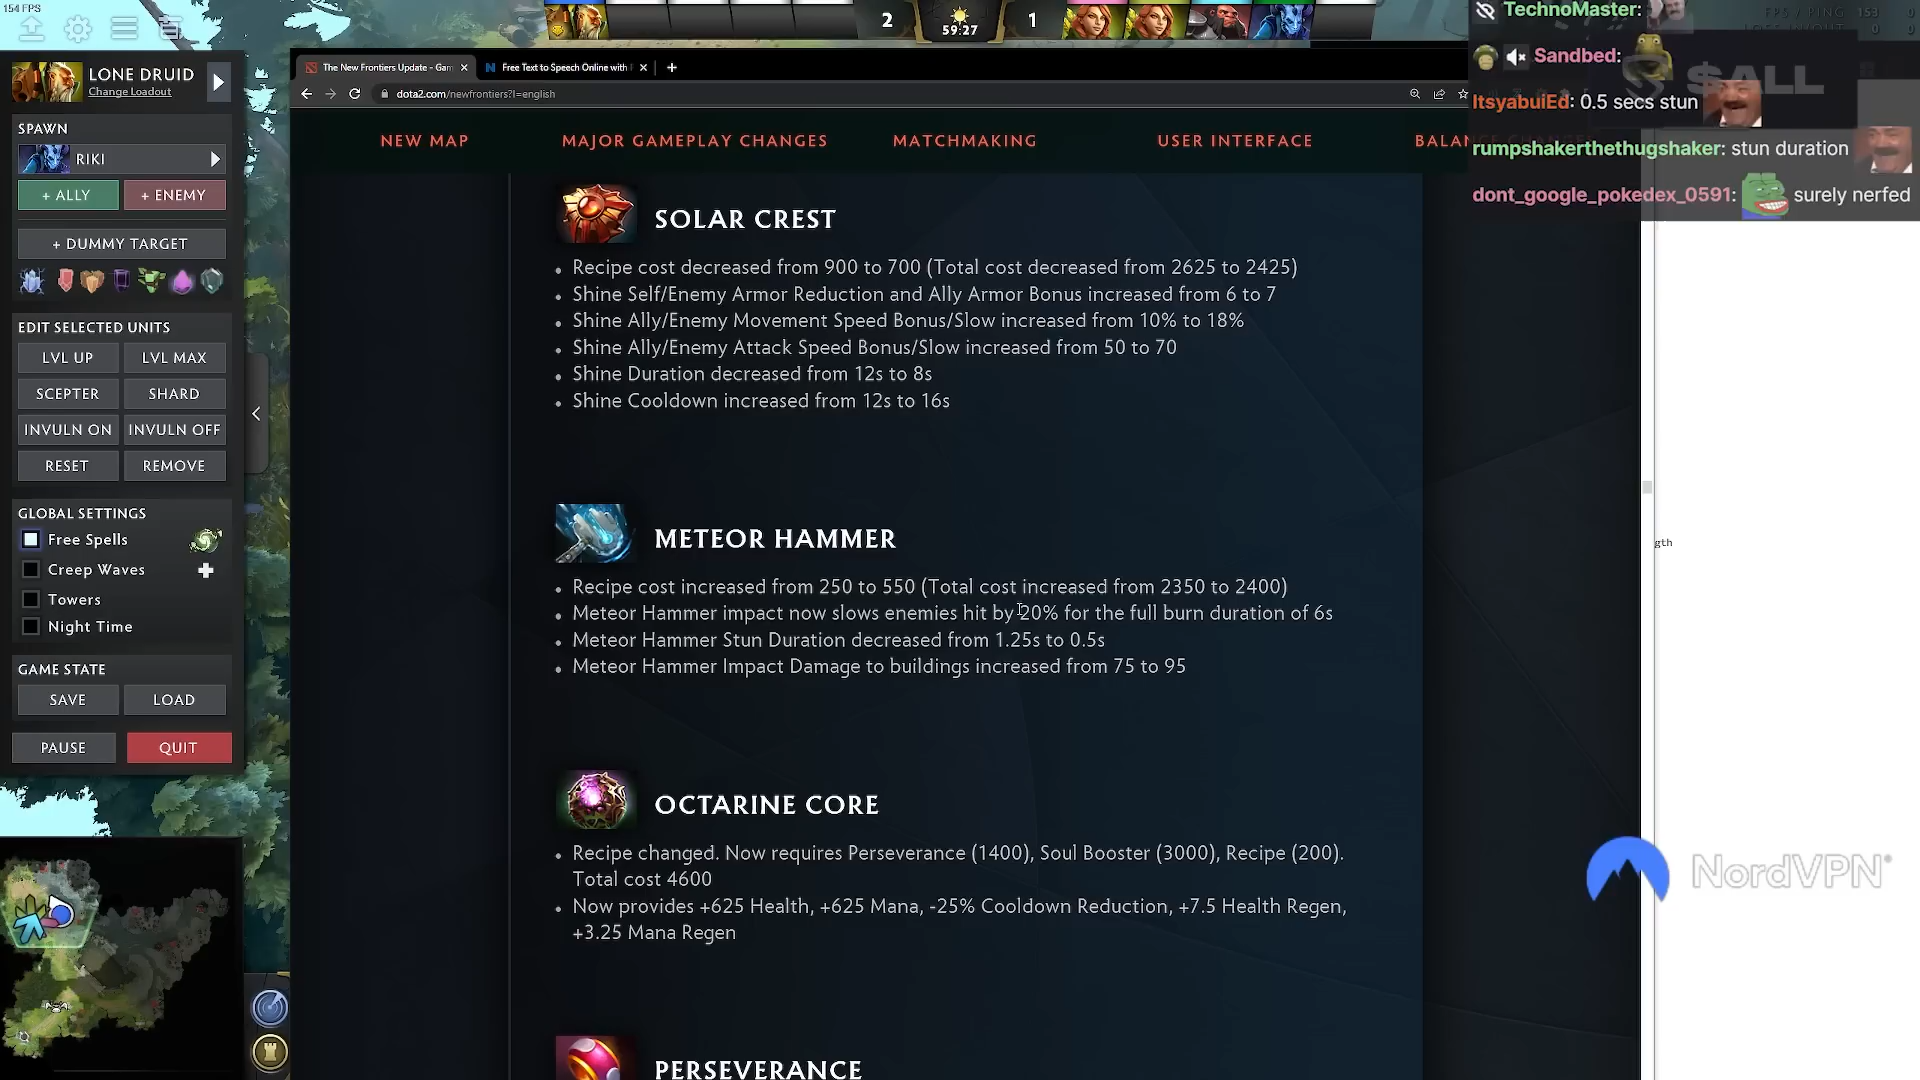 154 FPS
2
59:27
1
LONE DRUID
Change Loadout
SPAWN
RIKI
+ ALLY
+ ENEMY
+ DUMMY TARGET
EDIT SELECTED UNITS
LVL UP
LVL MAX
SCEPTER
SHARD
INVULN ON
INVULN OFF
RESET
REMOVE
GLOBAL SETTINGS
Free Spells
Creep Waves
Towers
Night Time
GAME STATE
SAVE
LOAD
PAUSE
QUIT
The New Frontiers Update - Gam
Free Text to Speech Online with
dota2.com/newfrontiers?l=english
NEW MAP
MAJOR GAMEPLAY CHANGES
MATCHMAKING
USER INTERFACE
SOLAR CREST
Recipe cost decreased from 900 to 700 (Total cost decreased from 2625 to 2425)
Shine Self/Enemy Armor Reduction and Ally Armor Bonus increased from 6 to 7
Shine Ally/Enemy Movement Speed Bonus/Slow increased from 10% to 18%
Shine Ally/Enemy Attack Speed Bonus/Slow increased from 50 to 70
Shine Duration decreased from 12s to 8s
Shine Cooldown increased from 12s to 16s
METEOR HAMMER
Recipe cost increased from 250 to 550 (Total cost increased from 2350 to 2400)
Meteor Hammer impact now slows enemies hit by 20% for the full burn duration of 6s
Meteor Hammer Stun Duration decreased from 1.25s to 0.5s
Meteor Hammer Impact Damage to buildings increased from 75 to 95
OCTARINE CORE
Recipe changed. Now requires Perseverance (1400), Soul Booster (3000), Recipe (200).
Total cost 4600
Now provides +625 Health, +625 Mana, -25% Cooldown Reduction, +7.5 Health Regen,
+3.25 Mana Regen
PERSEVERANCE
TechnoMaster:
Sandbed:
$ALL
ItsyabuiEd: 0.5 secs stun
rumpshakerthethugshaker: stun duration
dont_google_pokedex_0591: surely nerfed
gth
NordVPN®